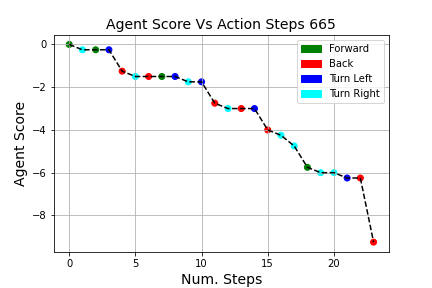 Agent Score Vs Action Steps 665
Forward
Back
Turn Left
Turn Right
Agent Score
0
−2
−4
−6
−8
0 5 10 15 20
Num. Steps